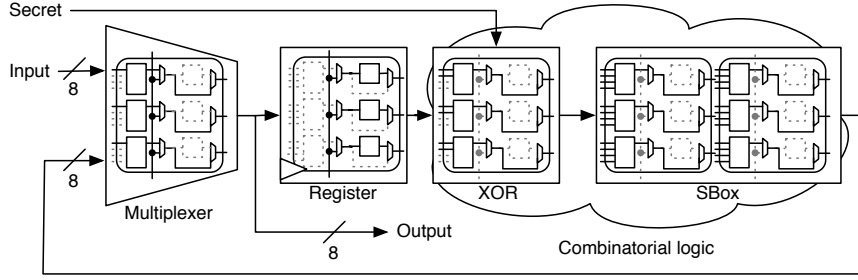 Secret
Input
8
8
Multiplexer
Register
XOR
SBox
8
Output
Combinatorial logic